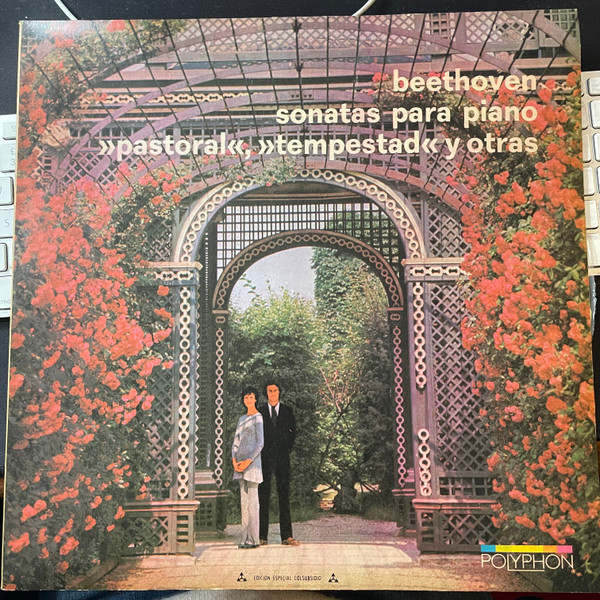 beethoven
sonatas para piano
»pastoral«, »tempestad« y otras
EDICION ESPECIAL COLSUBSIDIO
POLYPHON